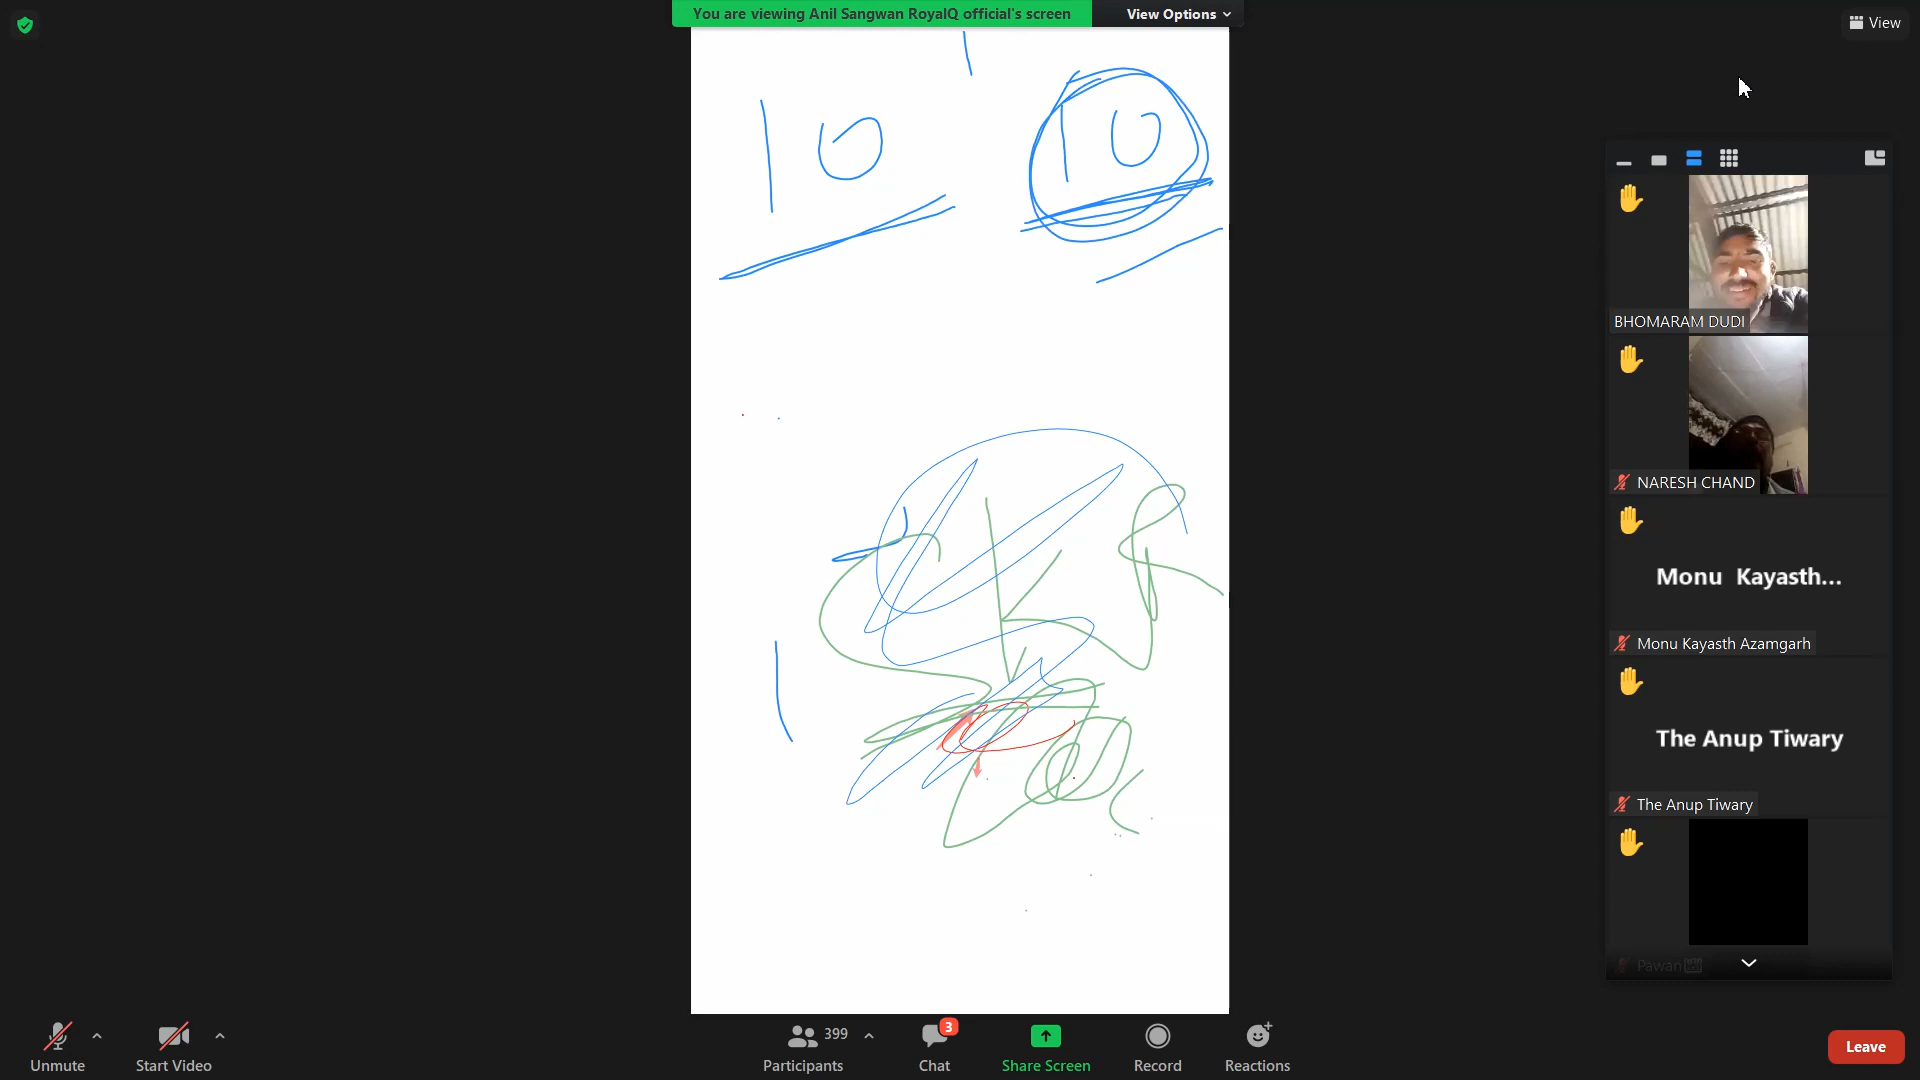 You are viewing Anil Sangwan RoyalQ official's screen
View Options
View
10 10
BHOMARAM DUDI
NARESH CHAND
Monu Kayasth...
Monu Kayasth Azamgarh
The Anup Tiwary
The Anup Tiwary
Pawan
Unmute
Start Video
399
Participants
3
Chat
Share Screen
Record
Reactions
Leave